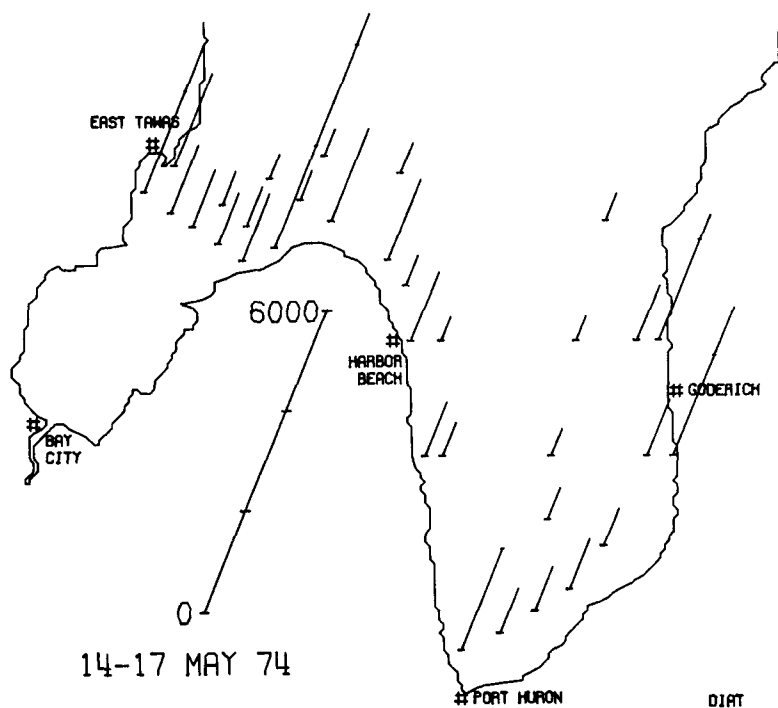 EAST TAWAS
6000
HARBOR
BEACH
# GODERICH
BAY
CITY
0
14-17 MAY 74
# PORT HURON
DIAT